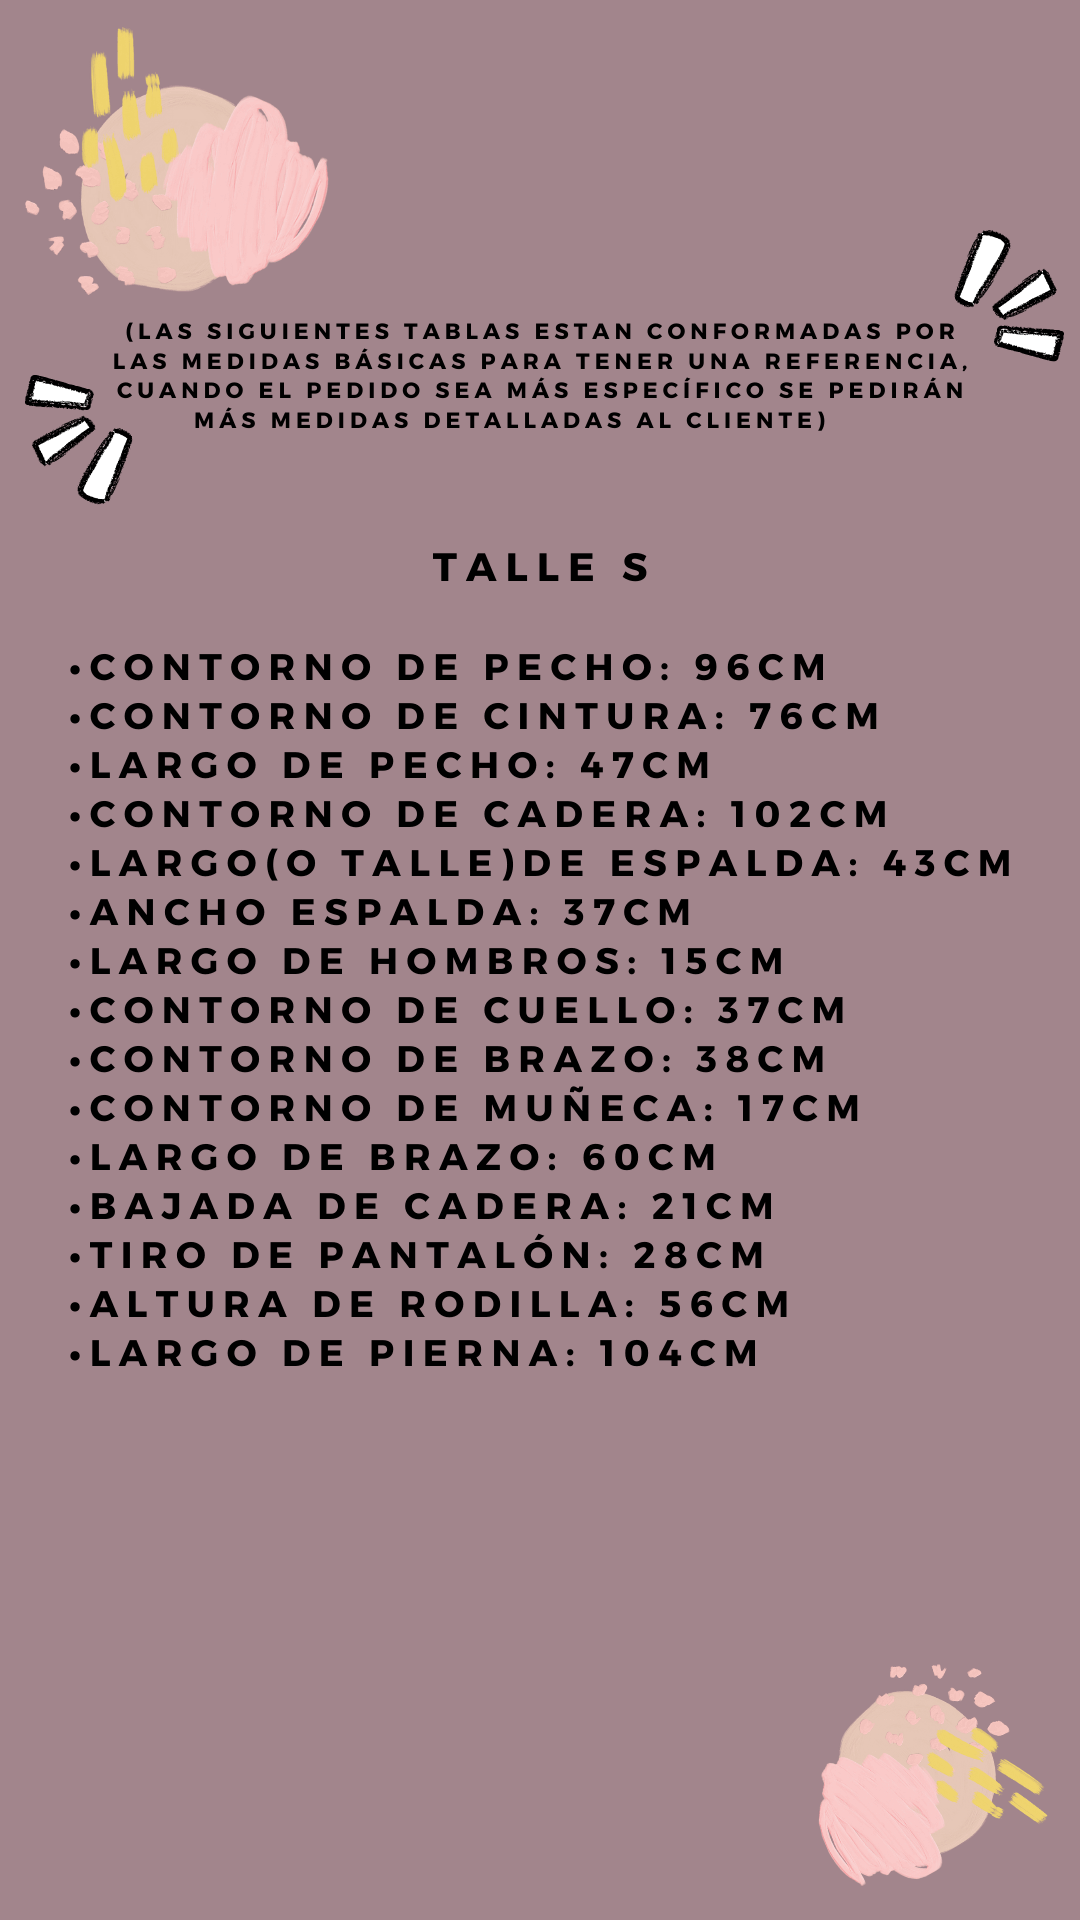 (LAS SIGUIENTES TABLAS ESTAN CONFORMADAS POR
LAS MEDIDAS BÁSICAS PARA TENER UNA REFERENCIA,
CUANDO EL PEDIDO SEA MÁS ESPECÍFICO SE PEDIRÁN
MÁS MEDIDAS DETALLADAS AL CLIENTE)
TALLE S
•CONTORNO DE PECHO: 96CM
•CONTORNO DE CINTURA: 76CM
•LARGO DE PECHO: 47CM
•CONTORNO DE CADERA: 102CM
•LARGO(O TALLE)DE ESPALDA: 43CM
•ANCHO ESPALDA: 37CM
•LARGO DE HOMBROS: 15CM
•CONTORNO DE CUELLO: 37CM
•CONTORNO DE BRAZO: 38CM
•CONTORNO DE MUÑECA: 17CM
•LARGO DE BRAZO: 60CM
•BAJADA DE CADERA: 21CM
•TIRO DE PANTALÓN: 28CM
•ALTURA DE RODILLA: 56CM
•LARGO DE PIERNA: 104CM